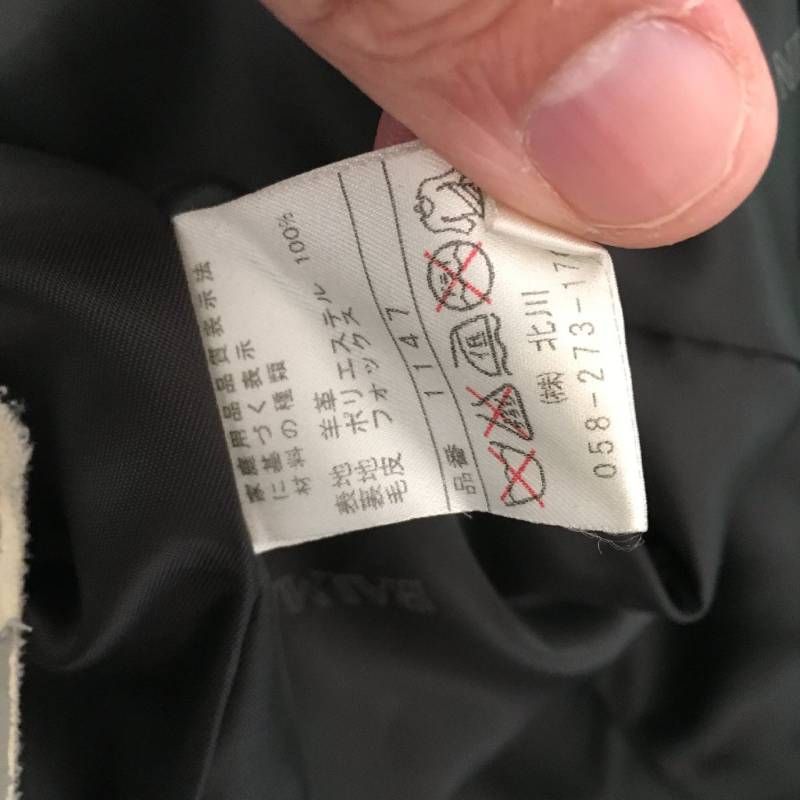 家庭用品品質表示法
に基づく表示
材料の種類
表地 羊革
裏地 ポリエステル 100%
毛皮 フォックス
品番 1147
㈱ 北川
058-273-17
BALM